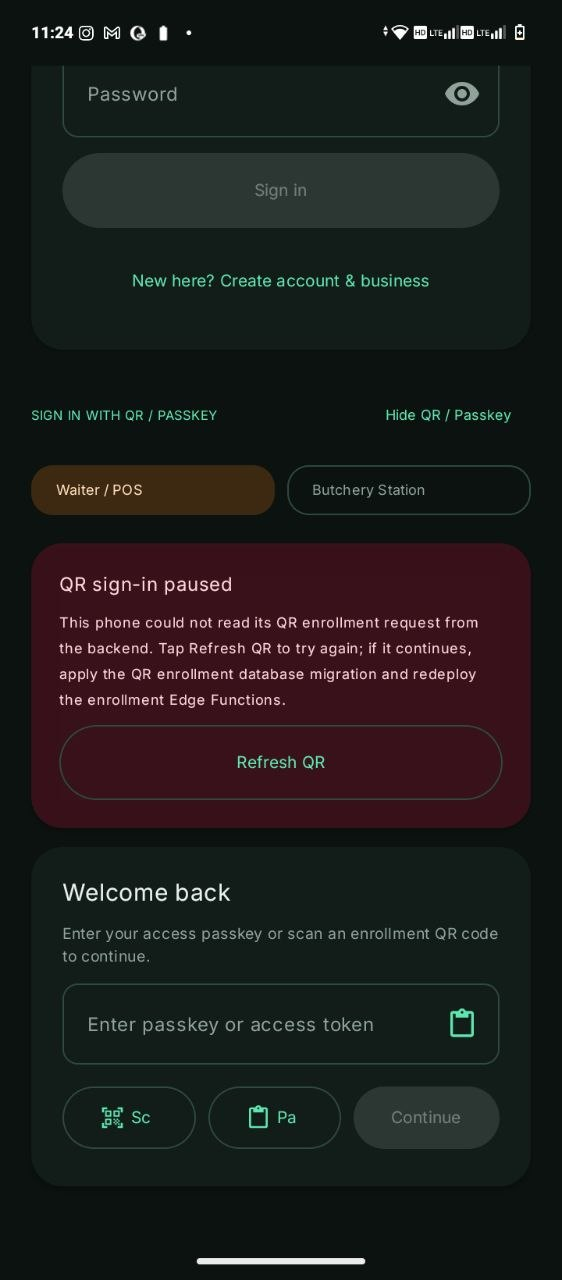 11:24
HD LTE HD LTE
Password
Sign in
New here? Create account & business
SIGN IN WITH QR / PASSKEY
Hide QR / Passkey
Waiter / POS
Butchery Station
QR sign-in paused
This phone could not read its QR enrollment request from
the backend. Tap Refresh QR to try again; if it continues,
apply the QR enrollment database migration and redeploy
the enrollment Edge Functions.
Refresh QR
Welcome back
Enter your access passkey or scan an enrollment QR code
to continue.
Enter passkey or access token
Sc
Pa
Continue